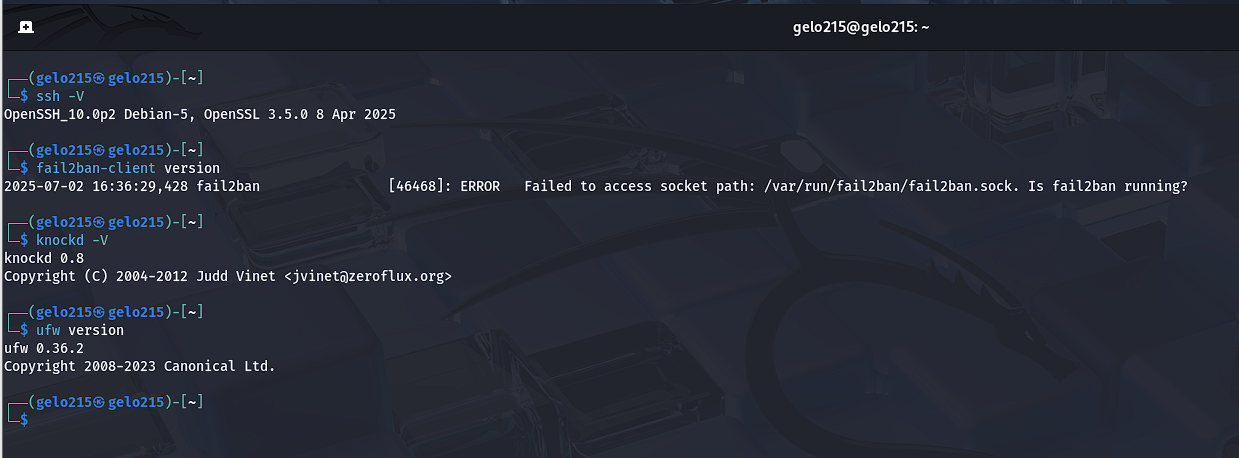 gelo215@gelo215: ~
┌──(gelo215㉿gelo215)-[~]
└─$ ssh -V
OpenSSH_10.0p2 Debian-5, OpenSSL 3.5.0 8 Apr 2025
┌──(gelo215㉿gelo215)-[~]
└─$ fail2ban-client version
2025-07-02 16:36:29,428 fail2ban                [46468]: ERROR   Failed to access socket path: /var/run/fail2ban/fail2ban.sock. Is fail2ban running?
┌──(gelo215㉿gelo215)-[~]
└─$ knockd -V
knockd 0.8
Copyright (C) 2004-2012 Judd Vinet <jvinet@zeroflux.org>
┌──(gelo215㉿gelo215)-[~]
└─$ ufw version
ufw 0.36.2
Copyright 2008-2023 Canonical Ltd.
┌──(gelo215㉿gelo215)-[~]
└─$